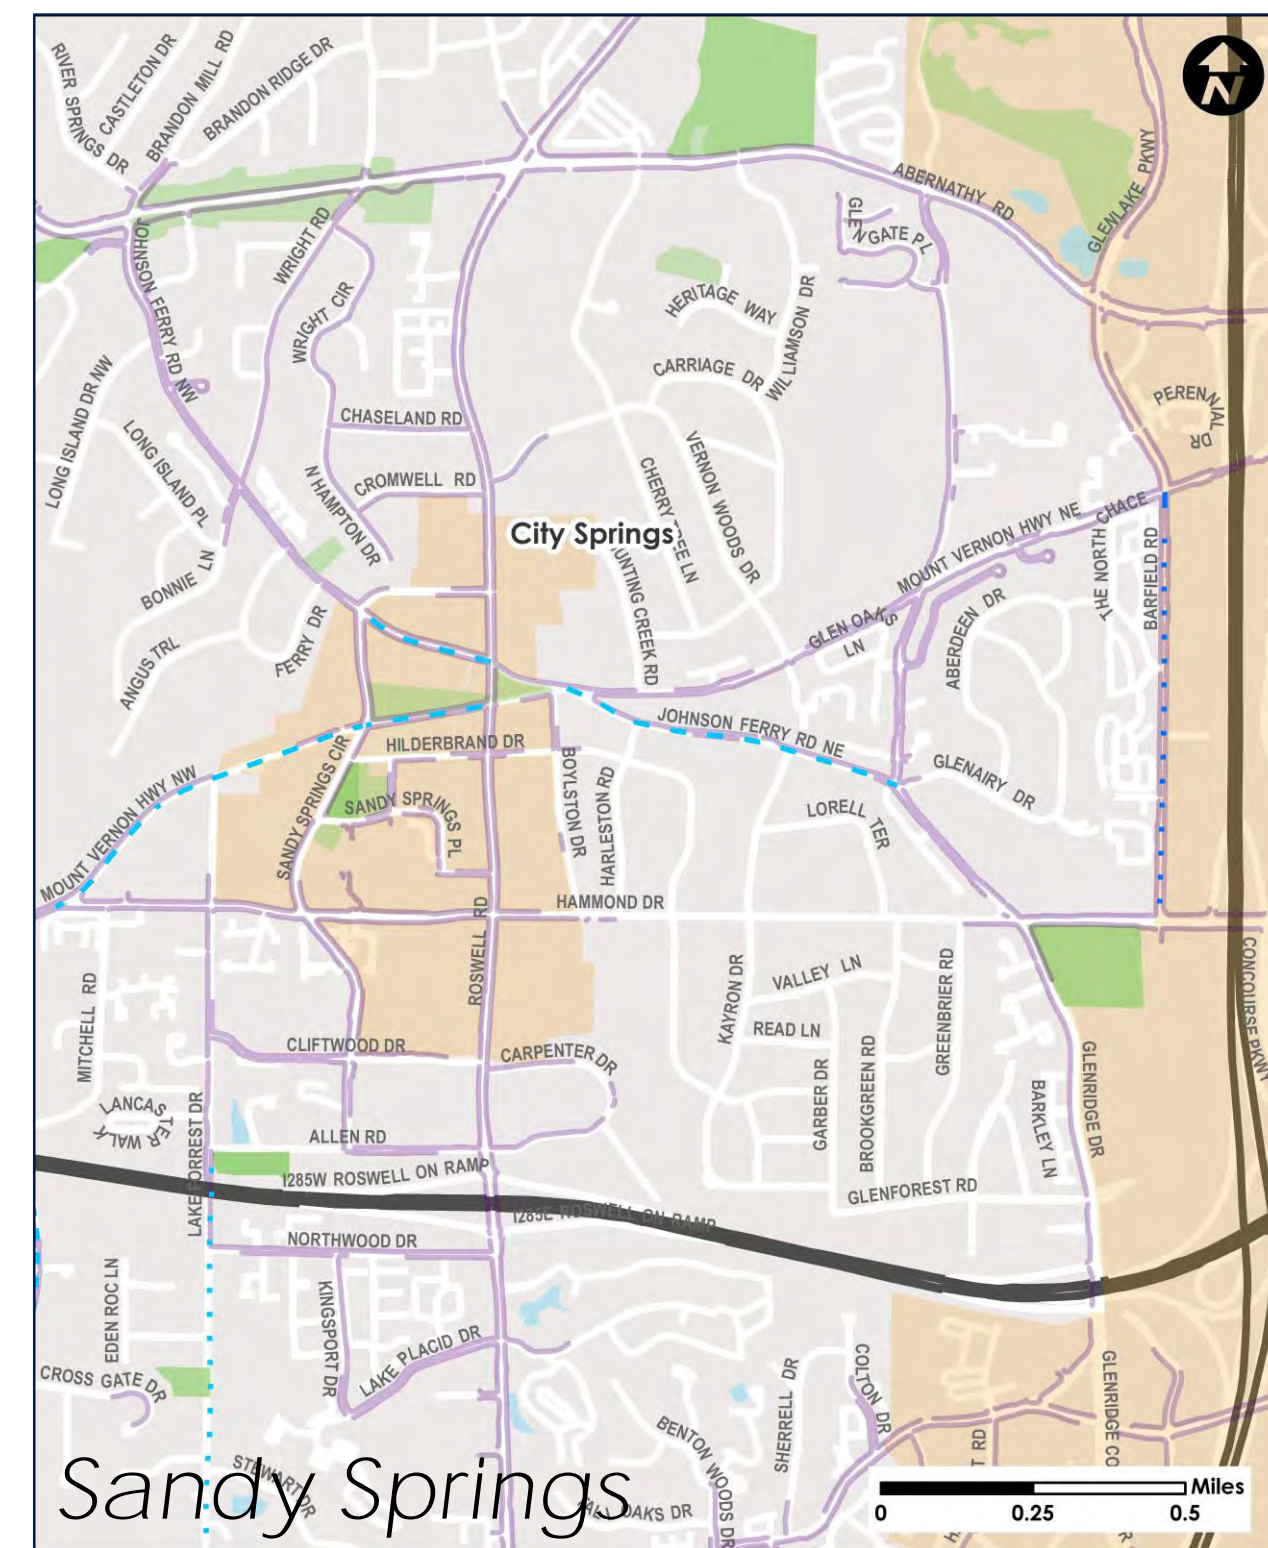 RIVER SPRINGS DR
CASTLETON DR
BRANDON MILL RD
BRANDON RIDGE DR
N
ABERNATHY RD
GLENLAKE PKWY
GLENGATE PL
JOHNSON FERRY RD NW
WRIGHT RD
WRIGHT CIR
HERITAGE WAY
WILLIAMSON DR
CARRIAGE DR
PERENNIAL DR
LONG ISLAND DR NW
LONG ISLAND PL
CHASELAND RD
N HAMPTON DR
CROMWELL RD
CHERRY TREE LN
VERNON WOODS DR
City Springs
MOUNT VERNON HWY NE
THE NORTH CHACE
BARFIELD RD
BONNIE LN
ANGUS TRL
FERRY DR
UNTING CREEK RD
GLEN OAKS LN
ABERDEEN DR
JOHNSON FERRY RD NE
HILDERBRAND DR
SANDY SPRINGS CIR
SANDY SPRINGS PL
BOYLSTON DR
HARLESTON RD
GLENAIRY DR
LORELL TER
MOUNT VERNON HWY NW
HAMMOND DR
ROSWELL RD
MITCHELL RD
KAYRON DR
VALLEY LN
READ LN
GREENBRIER RD
CONCOURSE PKWY
CLIFTWOOD DR
CARPENTER DR
GARBER DR
BROOKGREEN RD
BARKLEY LN
GLENRIDGE DR
LANCASTER WALK
LAKE FORREST DR
ALLEN RD
I285W ROSWELL ON RAMP
I285E ROSWELL ON RAMP
GLENFOREST RD
NORTHWOOD DR
EDEN ROC LN
KINGSPORT DR
LAKE PLACID DR
CROSS GATE DR
SHERRELL DR
COLTON DR
GLENRIDGE CO
T RD
BENTON WOODS DR
STEWART DR
ALL OAKS DR
Sandy Springs
Miles
0 0.25 0.5